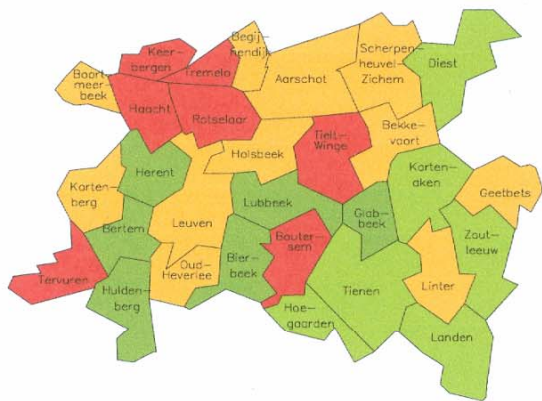 Keer-
bergen
Tremelo
Begij-
nendijk
Aarschot
Scherpen-
heuvel-
Zichem
Diest
Boort-
meer-
beek
Haacht
Rotselaar
Tielt-
Winge
Bekke-
voort
Holsbeek
Herent
Korten-
aken
Geetbets
Korten-
berg
Leuven
Lubbeek
Glab-
beek
Bertem
Zout-
leeuw
Bouter-
sem
Oud-
Heverlee
Bier-
beek
Tervuren
Hulden-
berg
Tienen
Linter
Hoe-
gaarden
Landen